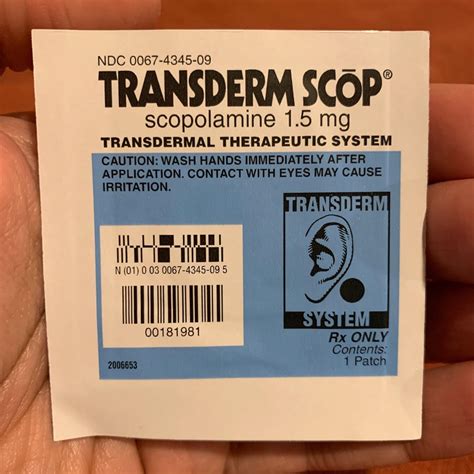 NDC 0067-4345-09
TRANSDERM SCŌP®
scopolamine 1.5 mg
TRANSDERMAL THERAPEUTIC SYSTEM
CAUTION: WASH HANDS IMMEDIATELY AFTER
APPLICATION. CONTACT WITH EYES MAY CAUSE
IRRITATION.
TRANSDERM
SYSTEM
N (01) 0 03 0067-4345-09 5
00181981
2006653
Rx ONLY
Contents:
1 Patch